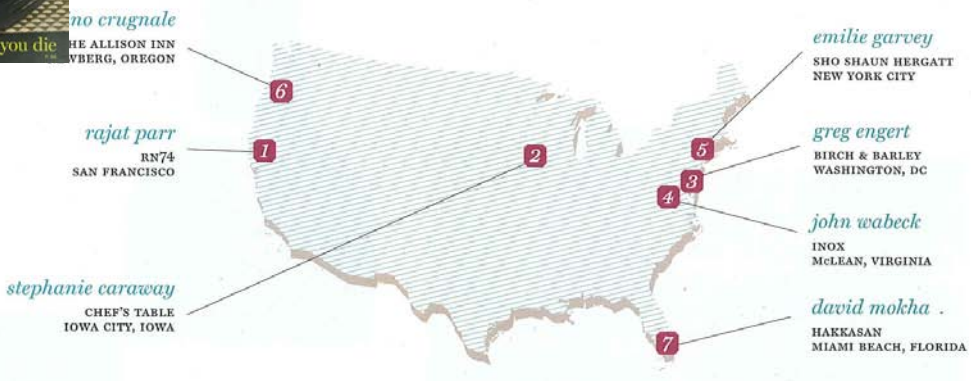 you die
no crugnale
HE ALLISON INN
WBERG, OREGON
6
rajat parr
RN74
SAN FRANCISCO
1
stephanie caraway
CHEF'S TABLE
IOWA CITY, IOWA
2
emilie garvey
SHO SHAUN HERGATT
NEW YORK CITY
5
greg engert
BIRCH & BARLEY
WASHINGTON, DC
3
john wabeck
INOX
McLEAN, VIRGINIA
4
david mokha .
HAKKASAN
MIAMI BEACH, FLORIDA
7